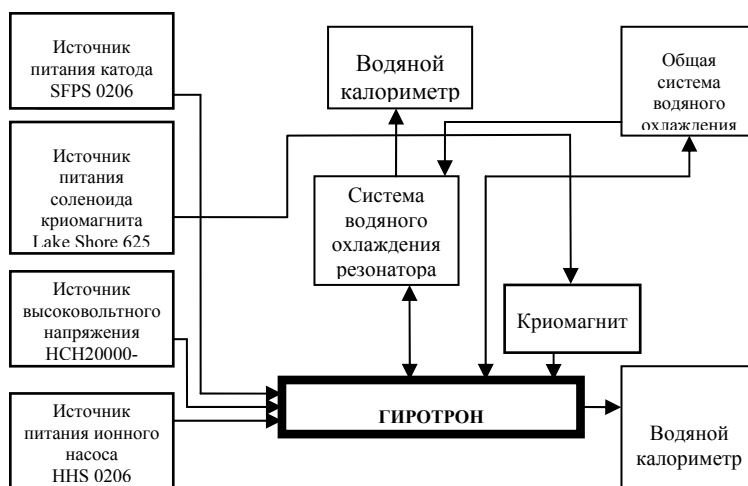 Источник
питания катода
SFPS 0206
Источник
питания
соленоида
криомагнита
Lake Shore 625
Источник
высоковольтного
напряжения
HCH20000-
Источник
питания ионного
насоса
HHS 0206
Водяной
калориметр
Система
водяного
охлаждения
резонатора
Общая
система
водяного
охлаждения
Криомагнит
ГИРОТРОН
Водяной
калориметр